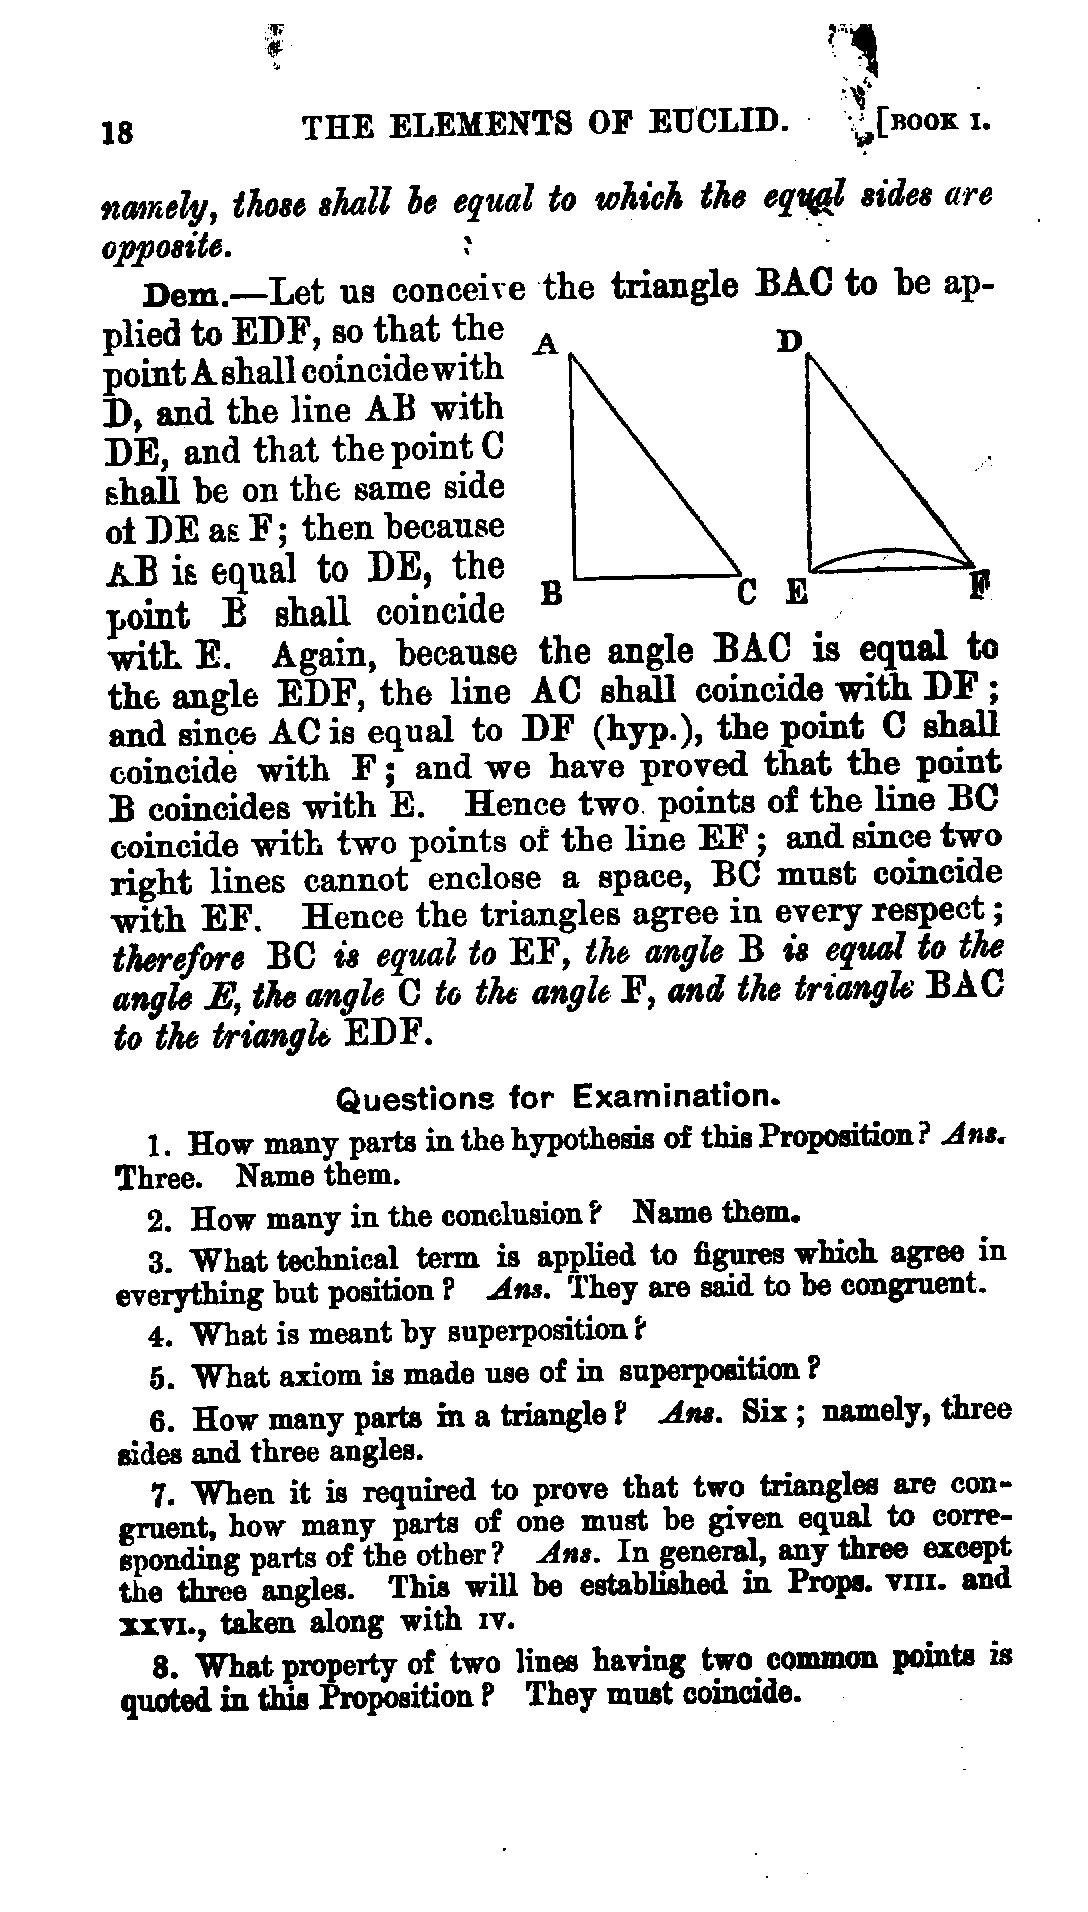 18 THE ELEMENTS OF EUCLID. [BOOK I.
namely, those shall be equal to which the equal sides are
opposite.
Dem.—Let us conceive the triangle BAC to be ap-
plied to EDF, so that the
point A shall coincide with
D, and the line AB with
DE, and that the point C
shall be on the same side
of DE as F; then because
AB is equal to DE, the
point B shall coincide
A
D
B
C
E
F
with E. Again, because the angle BAC is equal to
the angle EDF, the line AC shall coincide with DF;
and since AC is equal to DF (hyp.), the point C shall
coincide with F; and we have proved that the point
B coincides with E. Hence two points of the line BC
coincide with two points of the line EF; and since two
right lines cannot enclose a space, BC must coincide
with EF. Hence the triangles agree in every respect;
therefore BC is equal to EF, the angle B is equal to the
angle E, the angle C to the angle F, and the triangle BAC
to the triangle EDF.
Questions for Examination.
1. How many parts in the hypothesis of this Proposition? Ans.
Three. Name them.
2. How many in the conclusion? Name them.
3. What technical term is applied to figures which agree in
everything but position? Ans. They are said to be congruent.
4. What is meant by superposition?
5. What axiom is made use of in superposition?
6. How many parts in a triangle? Ans. Six; namely, three
sides and three angles.
7. When it is required to prove that two triangles are con-
gruent, how many parts of one must be given equal to corre-
sponding parts of the other? Ans. In general, any three except
the three angles. This will be established in Props. VIII. and
XXVI., taken along with IV.
8. What property of two lines having two common points is
quoted in this Proposition? They must coincide.